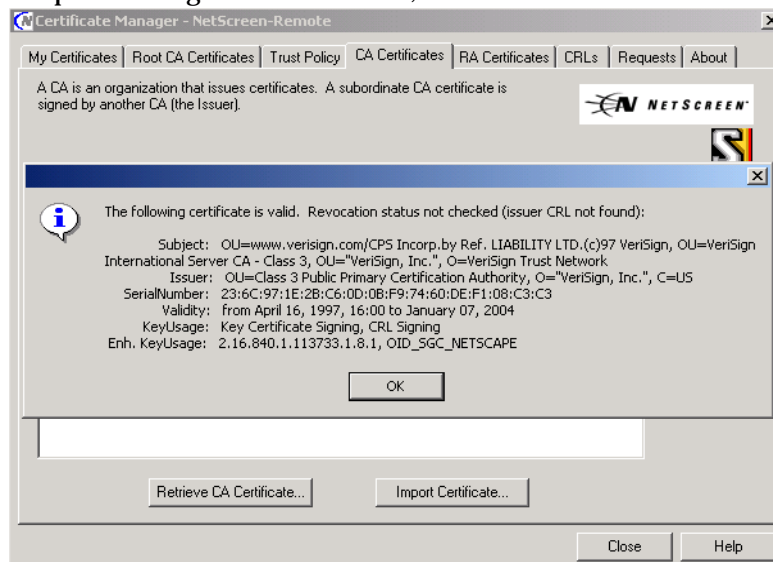 Certificate Manager - NetScreen-Remote
My Certificates Root CA Certificates Trust Policy CA Certificates RA Certificates CRLs Requests About
A CA is an organization that issues certificates. A subordinate CA certificate is
signed by another CA (the Issuer).
NETSCREEN
The following certificate is valid. Revocation status not checked (issuer CRL not found):
Subject: OU=www.verisign.com/CPS Incorp.by Ref. LIABILITY LTD.(c)97 VeriSign, OU=VeriSign
International Server CA - Class 3, OU="VeriSign, Inc.", O=VeriSign Trust Network
Issuer: OU=Class 3 Public Primary Certification Authority, O="VeriSign, Inc.", C=US
SerialNumber: 23:6C:97:1E:2B:C6:0D:0B:F9:74:60:DE:F1:08:C3:C3
Validity: from April 16, 1997, 16:00 to January 07, 2004
KeyUsage: Key Certificate Signing, CRL Signing
Enh. KeyUsage: 2.16.840.1.113733.1.8.1, OID_SGC_NETSCAPE
OK
Retrieve CA Certificate... Import Certificate...
Close Help